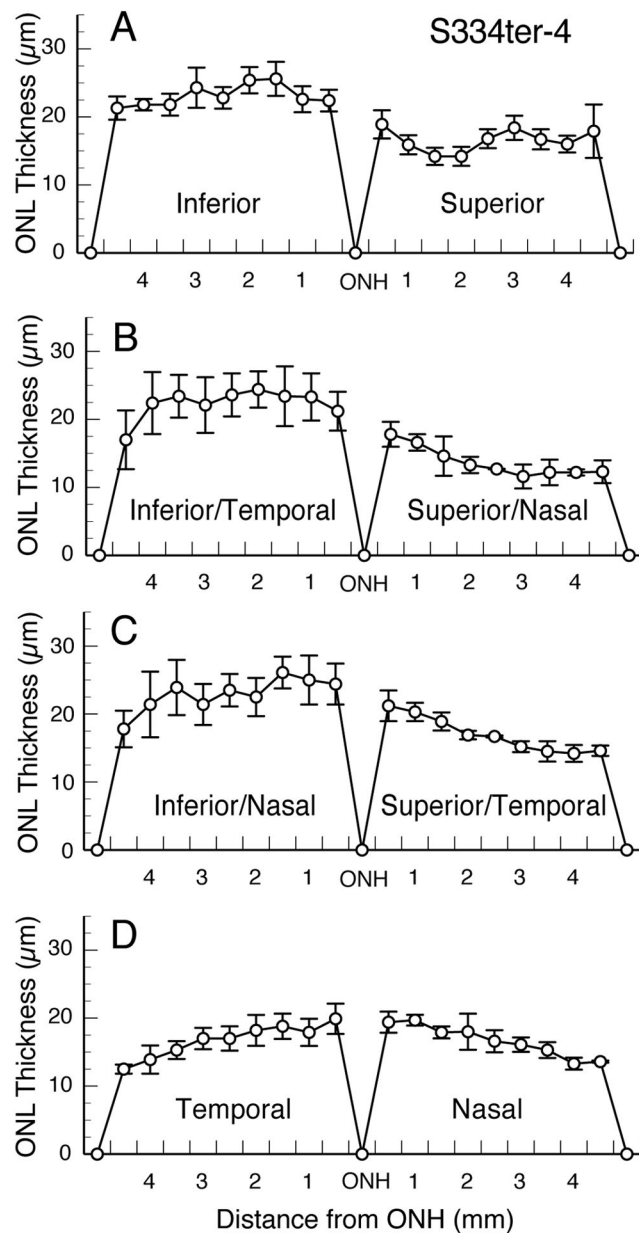 A
S334ter-4
ONL Thickness (µm)
30
20
10
0
Inferior
Superior
4 3 2 1 ONH 1 2 3 4
B
ONL Thickness (µm)
30
20
10
0
Inferior/Temporal
Superior/Nasal
4 3 2 1 ONH 1 2 3 4
C
ONL Thickness (µm)
30
20
10
0
Inferior/Nasal
Superior/Temporal
4 3 2 1 ONH 1 2 3 4
D
ONL Thickness (µm)
30
20
10
0
Temporal
Nasal
4 3 2 1 ONH 1 2 3 4
Distance from ONH (mm)